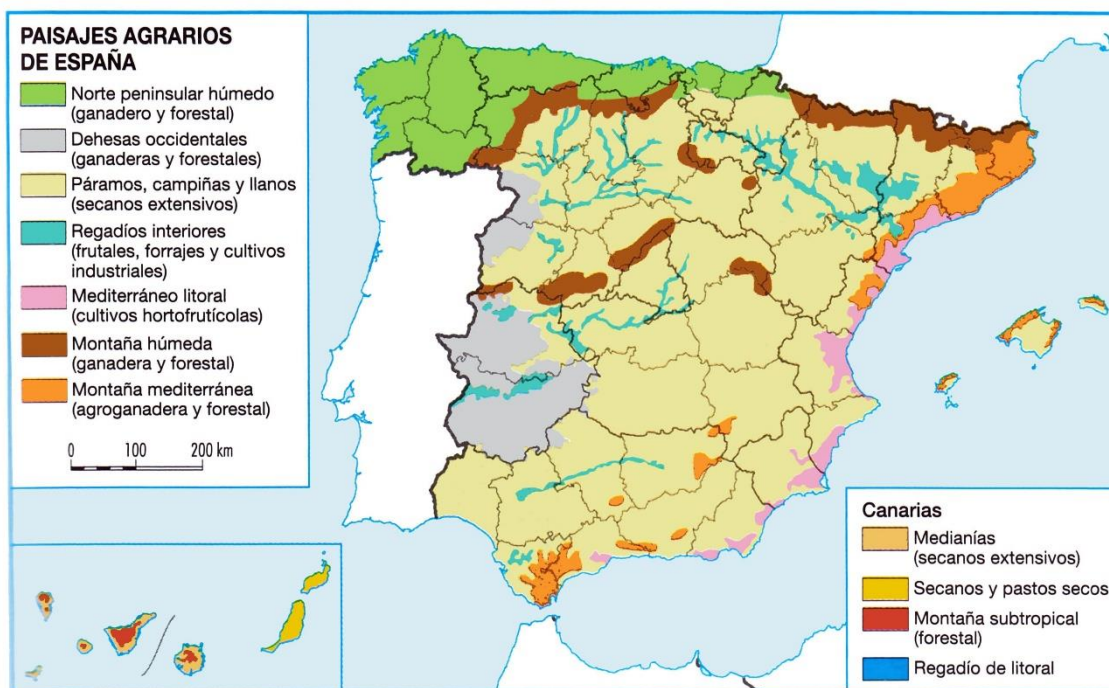 PAISAJES AGRARIOS
DE ESPAÑA
Norte peninsular húmedo
(ganadero y forestal)
Dehesas occidentales
(ganaderas y forestales)
Páramos, campiñas y llanos
(secanos extensivos)
Regadíos interiores
(frutales, forrajes y cultivos
industriales)
Mediterráneo litoral
(cultivos hortofrutícolas)
Montaña húmeda
(ganadera y forestal)
Montaña mediterránea
(agroganadera y forestal)
0 100 200 km
Canarias
Medianías
(secanos extensivos)
Secanos y pastos secos
Montaña subtropical
(forestal)
Regadío de litoral